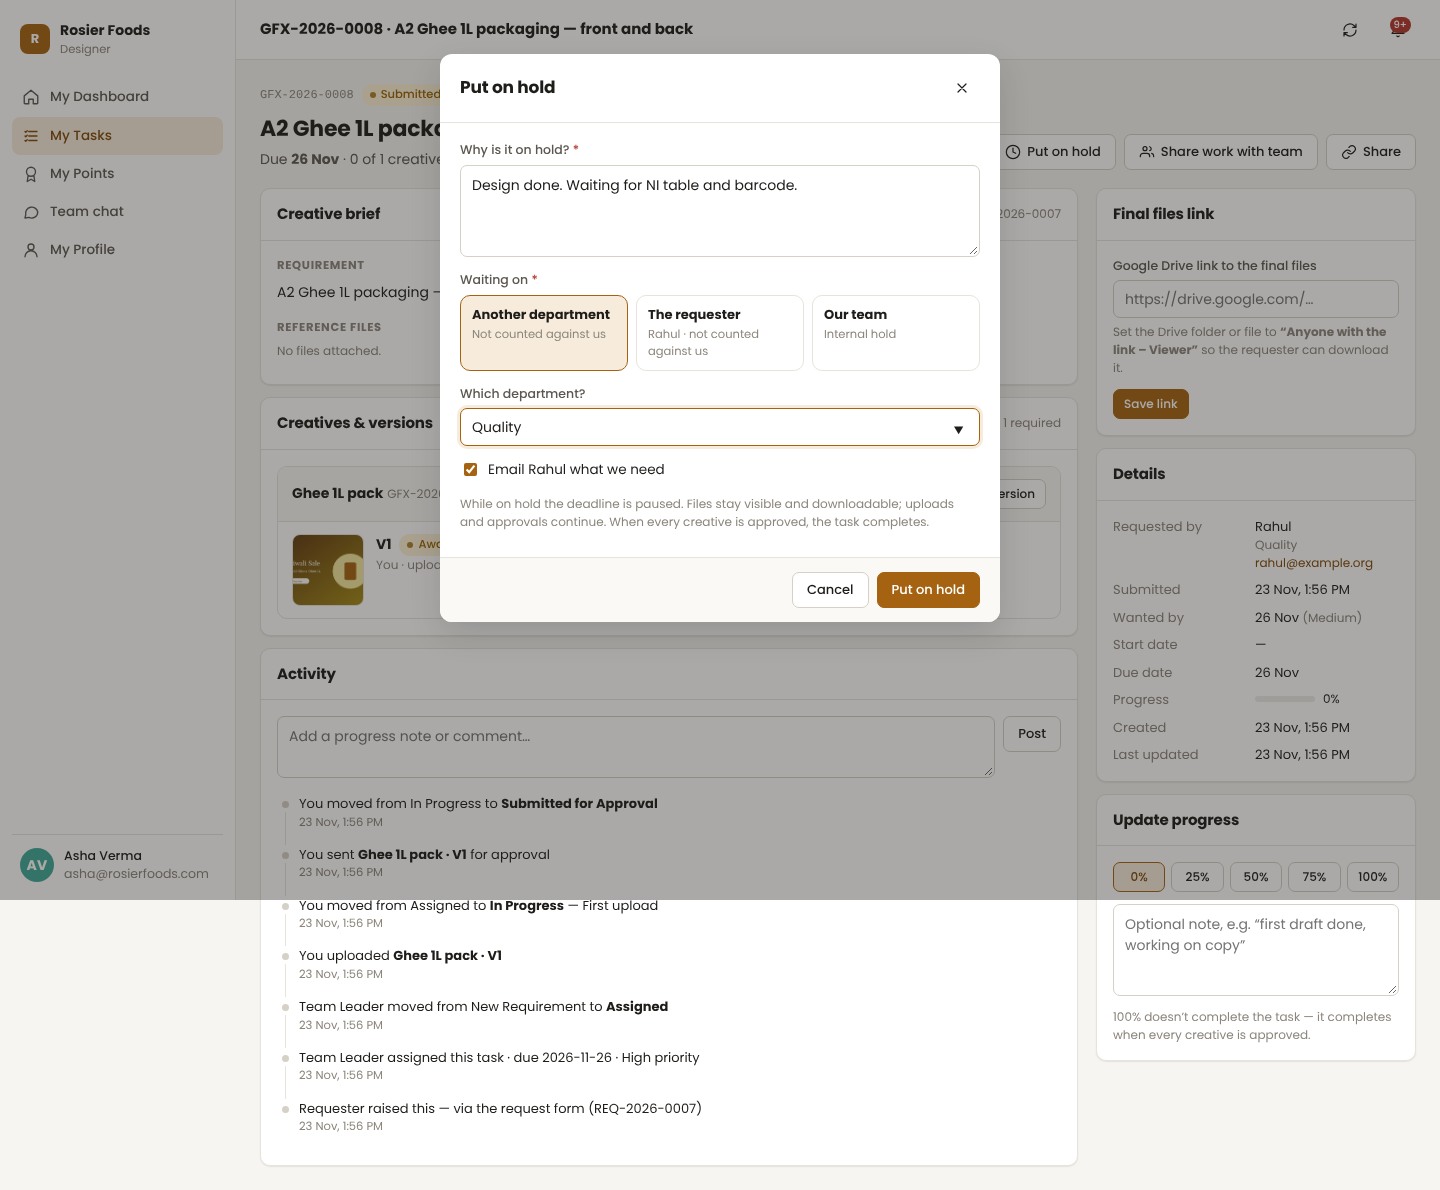 R
Rosier Foods
Designer
My Dashboard
My Tasks
My Points
Team chat
My Profile
AV
Asha Verma
asha@rosierfoods.com
GFX-2026-0008 · A2 Ghee 1L packaging — front and back
9+
GFX-2026-0008
Submitted
A2 Ghee 1L
Due 26 Nov · 0 of 1
Put on hold
Share work with team
Share
Put on hold
Why is it on hold? *
Design done. Waiting for NI table and barcode.
Waiting on *
Another department
Not counted against us
The requester
Rahul · not counted
against us
Our team
Internal hold
Which department?
Quality
Email Rahul what we need
While on hold the deadline is paused. Files stay visible and downloadable; uploads
and approvals continue. When every creative is approved, the task completes.
Cancel
Put on hold
Creative brief
2026-0007
REQUIREMENT
A2 Ghee 1L packaging —
REFERENCE FILES
No files attached.
Creatives & versions
1 required
Ghee 1L pack
V1
You ·
Activity
Add a progress note or comment…
Post
You moved from In Progress to Submitted for Approval
23 Nov, 1:56 PM
You sent Ghee 1L pack · V1 for approval
23 Nov, 1:56 PM
You moved from Assigned to In Progress — First upload
23 Nov, 1:56 PM
You uploaded Ghee 1L pack · V1
23 Nov, 1:56 PM
Team Leader moved from New Requirement to Assigned
23 Nov, 1:56 PM
Team Leader assigned this task · due 2026-11-26 · High priority
23 Nov, 1:56 PM
Requester raised this — via the request form (REQ-2026-0007)
23 Nov, 1:56 PM
Final files link
Google Drive link to the final files
https://drive.google.com/…
Set the Drive folder or file to “Anyone with the
link – Viewer” so the requester can download
it.
Save link
Details
Requested by
Rahul
Quality
rahul@example.org
Submitted
23 Nov, 1:56 PM
Wanted by
26 Nov (Medium)
Start date
—
Due date
26 Nov
Progress
0%
Created
23 Nov, 1:56 PM
Last updated
23 Nov, 1:56 PM
Update progress
0%
25%
50%
75%
100%
Optional note, e.g. “first draft done,
working on copy”
100% doesn’t complete the task — it completes
when every creative is approved.